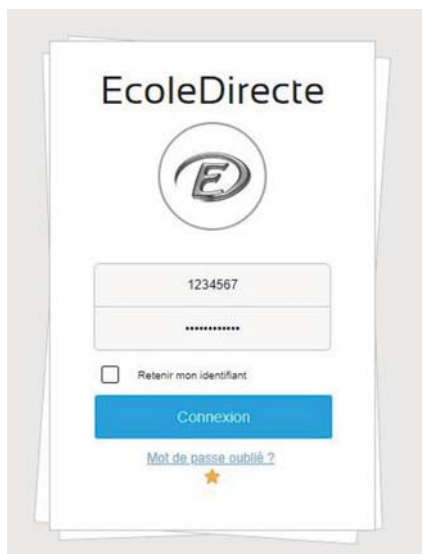 EcoleDirecte
E
1234567
••••••••••••
Retenir mon identifiant
Connexion
Mot de passe oublié ?